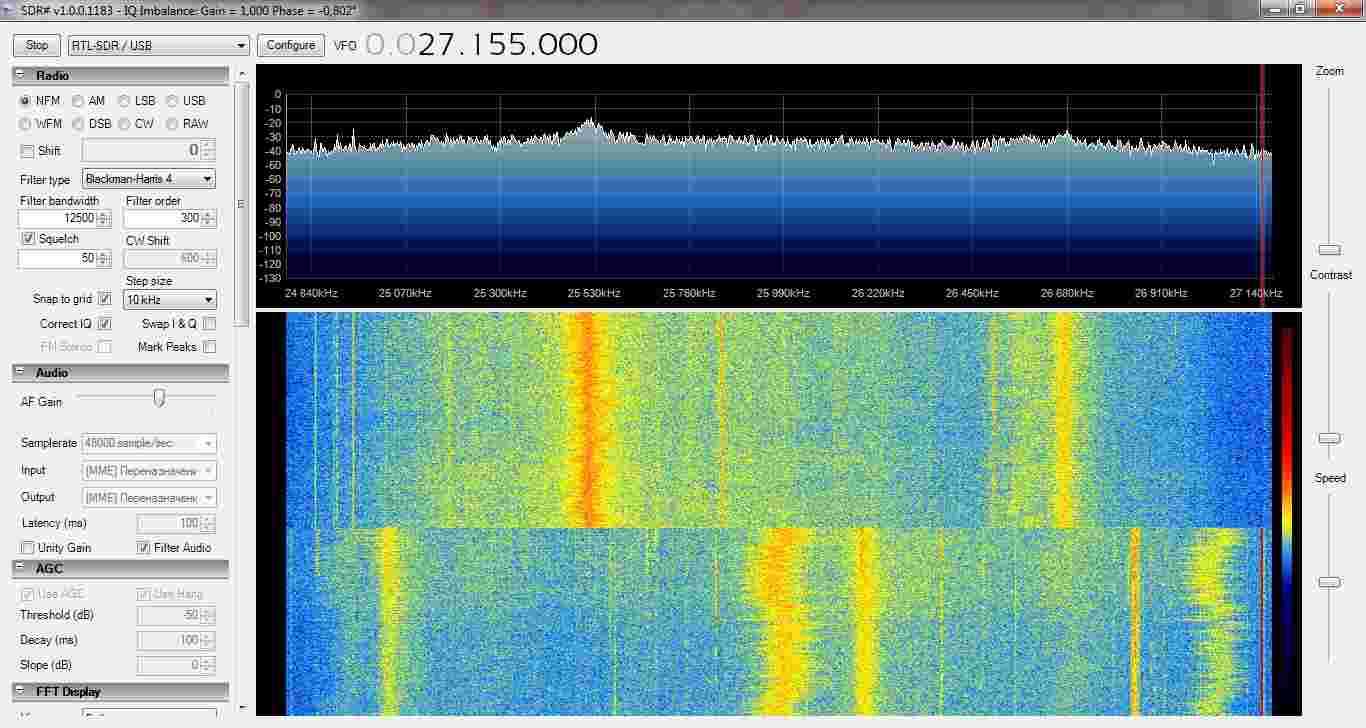 SDR# v1.0.0.1183 - IQ Imbalance: Gain = 1,000 Phase = -0,802°
Stop RTL-SDR / USB Configure VFO 0.027.155.000
Radio
NFM AM LSB USB
WFM DSB CW RAW
Shift 0
Filter type Blackman-Harris 4
Filter bandwidth Filter order
12500 300
Squelch CW Shift
50 600
Step size
Snap to grid 10 kHz
Correct IQ Swap I & Q
FM Stereo Mark Peaks
Audio
AF Gain
Samplerate 48000 sample/sec
Input [MME] Переназначени
Output [MME] Переназначени
Latency (ms) 100
Unity Gain Filter Audio
AGC
Use AGC Use Hang
Threshold (dB) -50
Decay (ms) 100
Slope (dB) 0
FFT Display
0
-10
-20
-30
-40
-50
-60
-70
-80
-90
-100
-110
-120
-130
24 840kHz 25 070kHz 25 300kHz 25 530kHz 25 760kHz 25 990kHz 26 220kHz 26 450kHz 26 680kHz 26 910kHz 27 140kHz
Zoom
Contrast
Speed